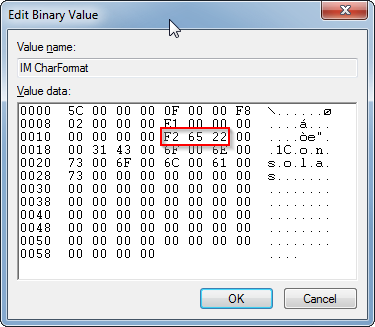 Edit Binary Value
Value name:
IM CharFormat
Value data:
0000 5C 00 00 00 0F 00 00 F8 \......ø
0008 02 00 00 00 E1 00 00 00 ....á...
0010 00 00 00 00 F2 65 22 00 ....òe".
0018 00 31 43 00 6F 00 6E 00 .1C.o.n.
0020 73 00 6F 00 6C 00 61 00 s.o.l.a.
0028 73 00 00 00 00 00 00 00 s.......
0030 00 00 00 00 00 00 00 00 ........
0038 00 00 00 00 00 00 00 00 ........
0040 00 00 00 00 00 00 00 00 ........
0048 00 00 00 00 00 00 00 00 ........
0050 00 00 00 00 00 00 00 00 ........
0058 00 00 00 00 ....
OK Cancel